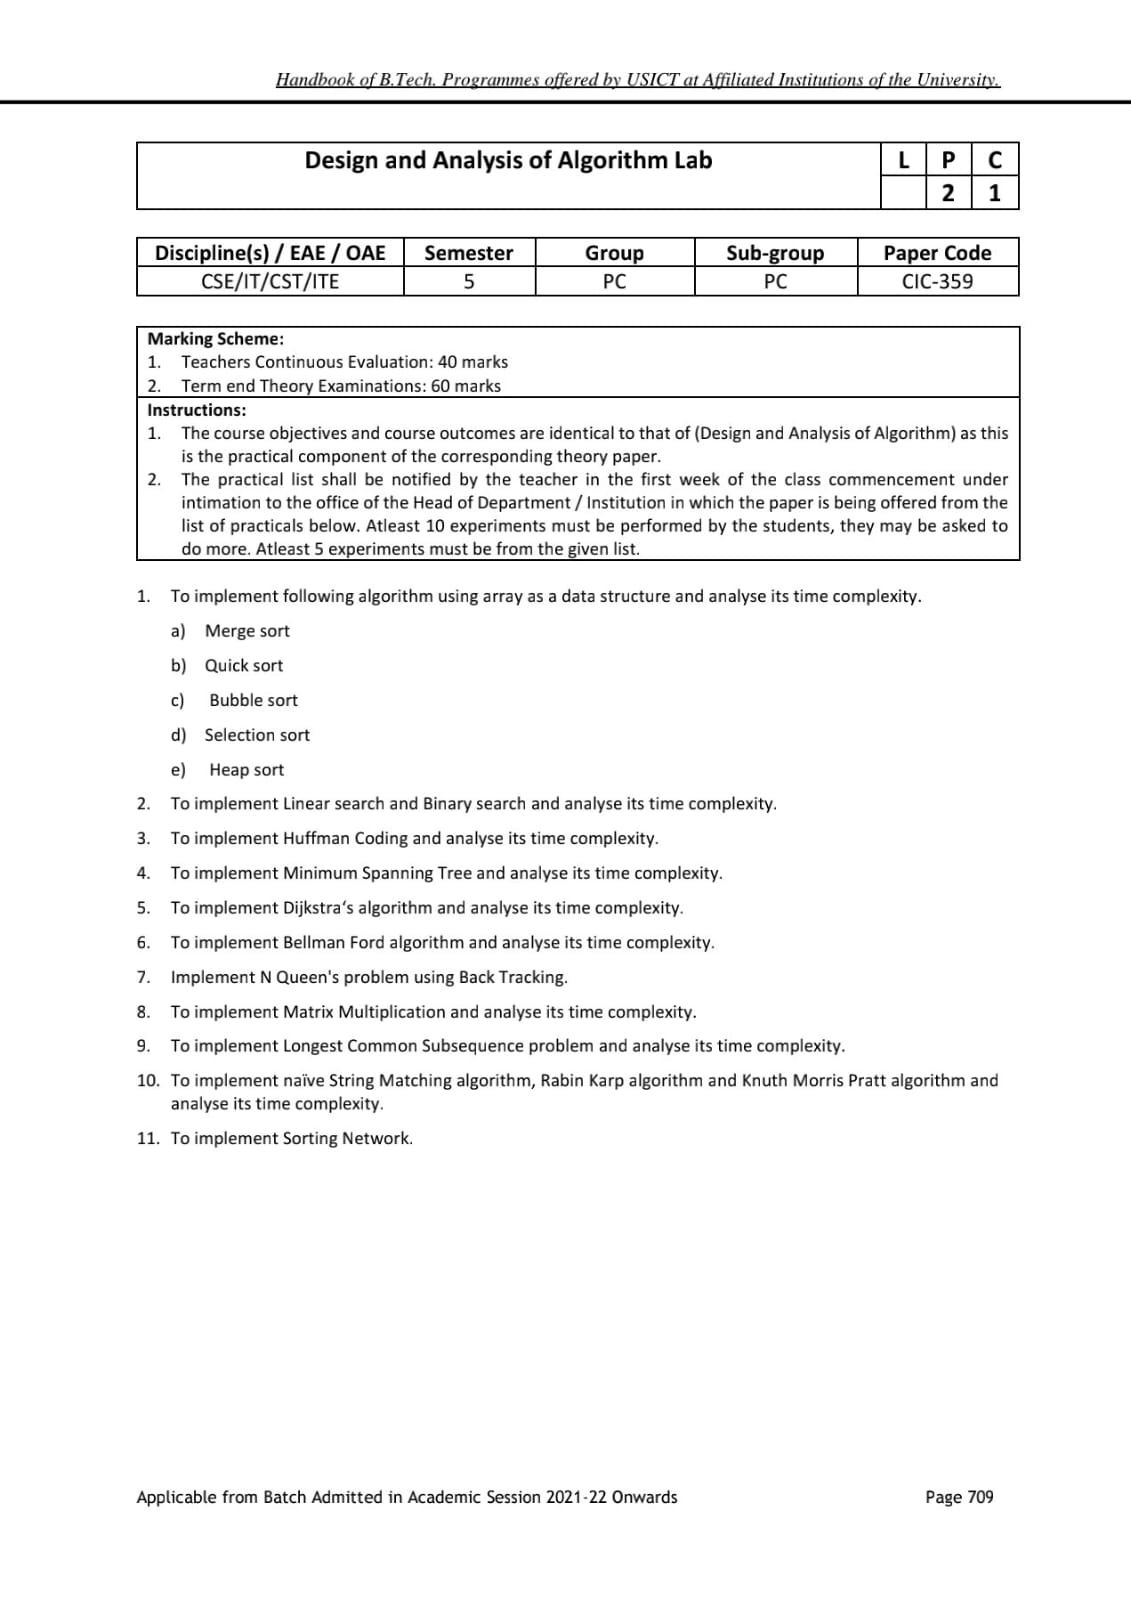 Handbook of B.Tech. Programmes offered by USICT at Affiliated Institutions of the University.
Design and Analysis of Algorithm Lab L P C
2 1
Discipline(s) / EAE / OAE Semester Group Sub-group Paper Code
CSE/IT/CST/ITE 5 PC PC CIC-359
Marking Scheme:
1. Teachers Continuous Evaluation: 40 marks
2. Term end Theory Examinations: 60 marks
Instructions:
1. The course objectives and course outcomes are identical to that of (Design and Analysis of Algorithm) as this
is the practical component of the corresponding theory paper.
2. The practical list shall be notified by the teacher in the first week of the class commencement under
intimation to the office of the Head of Department / Institution in which the paper is being offered from the
list of practicals below. Atleast 10 experiments must be performed by the students, they may be asked to
do more. Atleast 5 experiments must be from the given list.
1. To implement following algorithm using array as a data structure and analyse its time complexity.
a) Merge sort
b) Quick sort
c) Bubble sort
d) Selection sort
e) Heap sort
2. To implement Linear search and Binary search and analyse its time complexity.
3. To implement Huffman Coding and analyse its time complexity.
4. To implement Minimum Spanning Tree and analyse its time complexity.
5. To implement Dijkstra‘s algorithm and analyse its time complexity.
6. To implement Bellman Ford algorithm and analyse its time complexity.
7. Implement N Queen's problem using Back Tracking.
8. To implement Matrix Multiplication and analyse its time complexity.
9. To implement Longest Common Subsequence problem and analyse its time complexity.
10. To implement naïve String Matching algorithm, Rabin Karp algorithm and Knuth Morris Pratt algorithm and
analyse its time complexity.
11. To implement Sorting Network.
Applicable from Batch Admitted in Academic Session 2021-22 Onwards Page 709